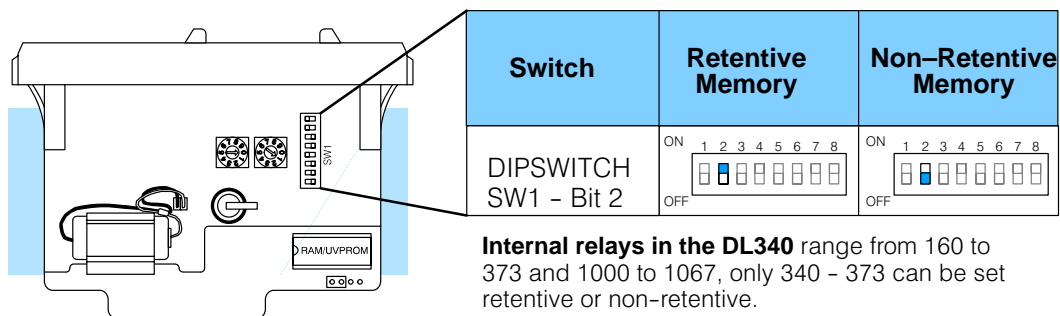 SW1
RAM/UVPROM
Switch
Retentive
Memory
Non–Retentive
Memory
DIPSWITCH
SW1 – Bit 2
ON
1 2 3 4 5 6 7 8
OFF
ON
1 2 3 4 5 6 7 8
OFF
Internal relays in the DL340 range from 160 to
373 and 1000 to 1067, only 340 – 373 can be set
retentive or non–retentive.